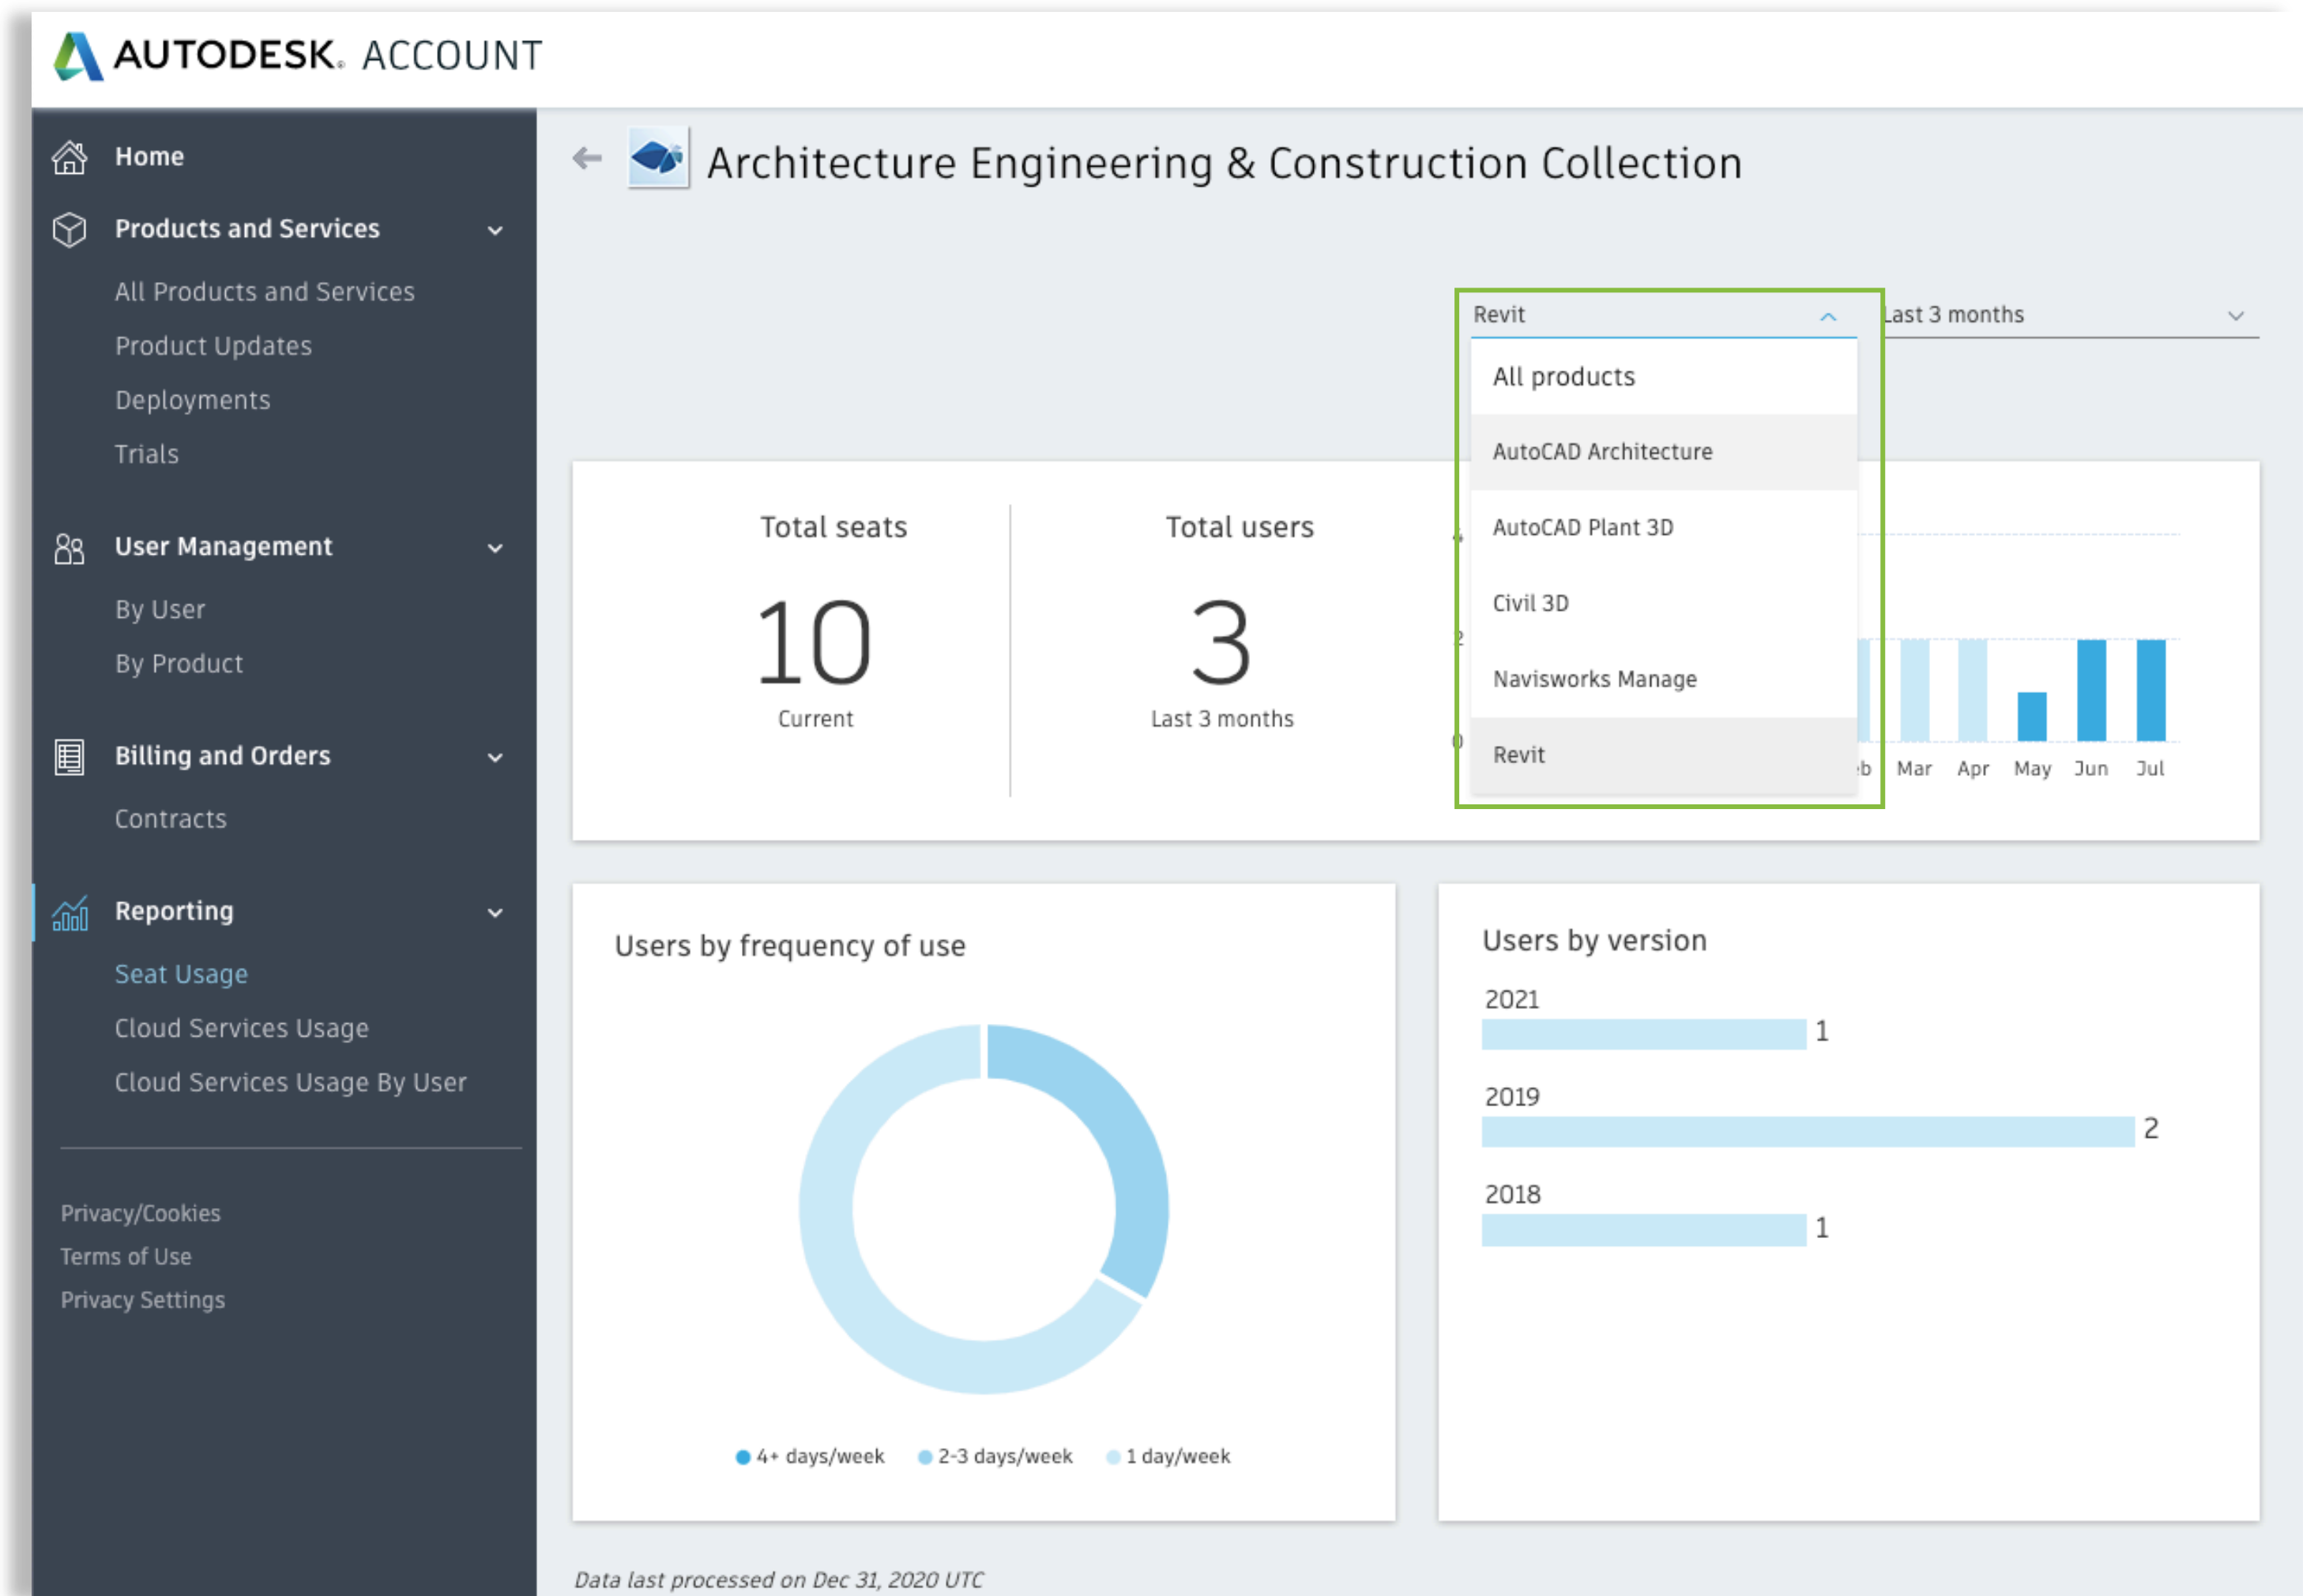 AUTODESK. ACCOUNT
Home
Products and Services
All Products and Services
Product Updates
Deployments
Trials
User Management
By User
By Product
Billing and Orders
Contracts
Reporting
Seat Usage
Cloud Services Usage
Cloud Services Usage By User
Privacy/Cookies
Terms of Use
Privacy Settings
Architecture Engineering & Construction Collection
Revit
Last 3 months
All products
AutoCAD Architecture
AutoCAD Plant 3D
Civil 3D
Navisworks Manage
Revit
Total seats
10
Current
Total users
3
Last 3 months
4
2
0
Mar Apr May Jun Jul
Users by frequency of use
4+ days/week 2-3 days/week 1 day/week
Users by version
2021
1
2019
2
2018
1
Data last processed on Dec 31, 2020 UTC